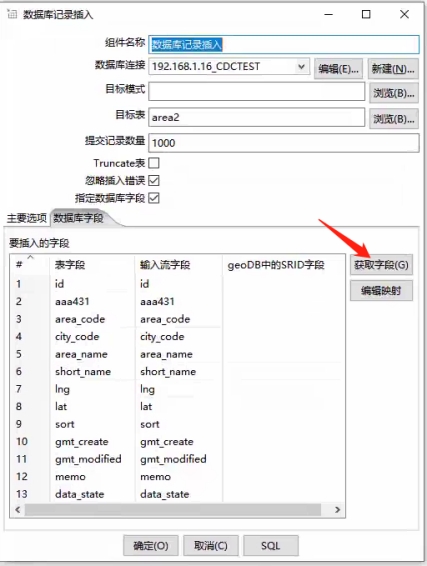 数据库记录插入
组件名称 数据库记录插入
数据库连接 192.168.1.16_CDCTEST 编辑(E)... 新建(N)...
目标模式 浏览(B)...
目标表 area2 浏览(B)...
提交记录数量 1000
Truncate表
忽略插入错误
指定数据库字段
主要选项 数据库字段
要插入的字段
# 表字段 输入流字段 geoDB中的SRID字段 获取字段(G)
1 id id 编辑映射
2 aaa431 aaa431
3 area_code area_code
4 city_code city_code
5 area_name area_name
6 short_name short_name
7 lng lng
8 lat lat
9 sort sort
10 gmt_create gmt_create
11 gmt_modified gmt_modified
12 memo memo
13 data_state data_state
确定(O) 取消(C) SQL